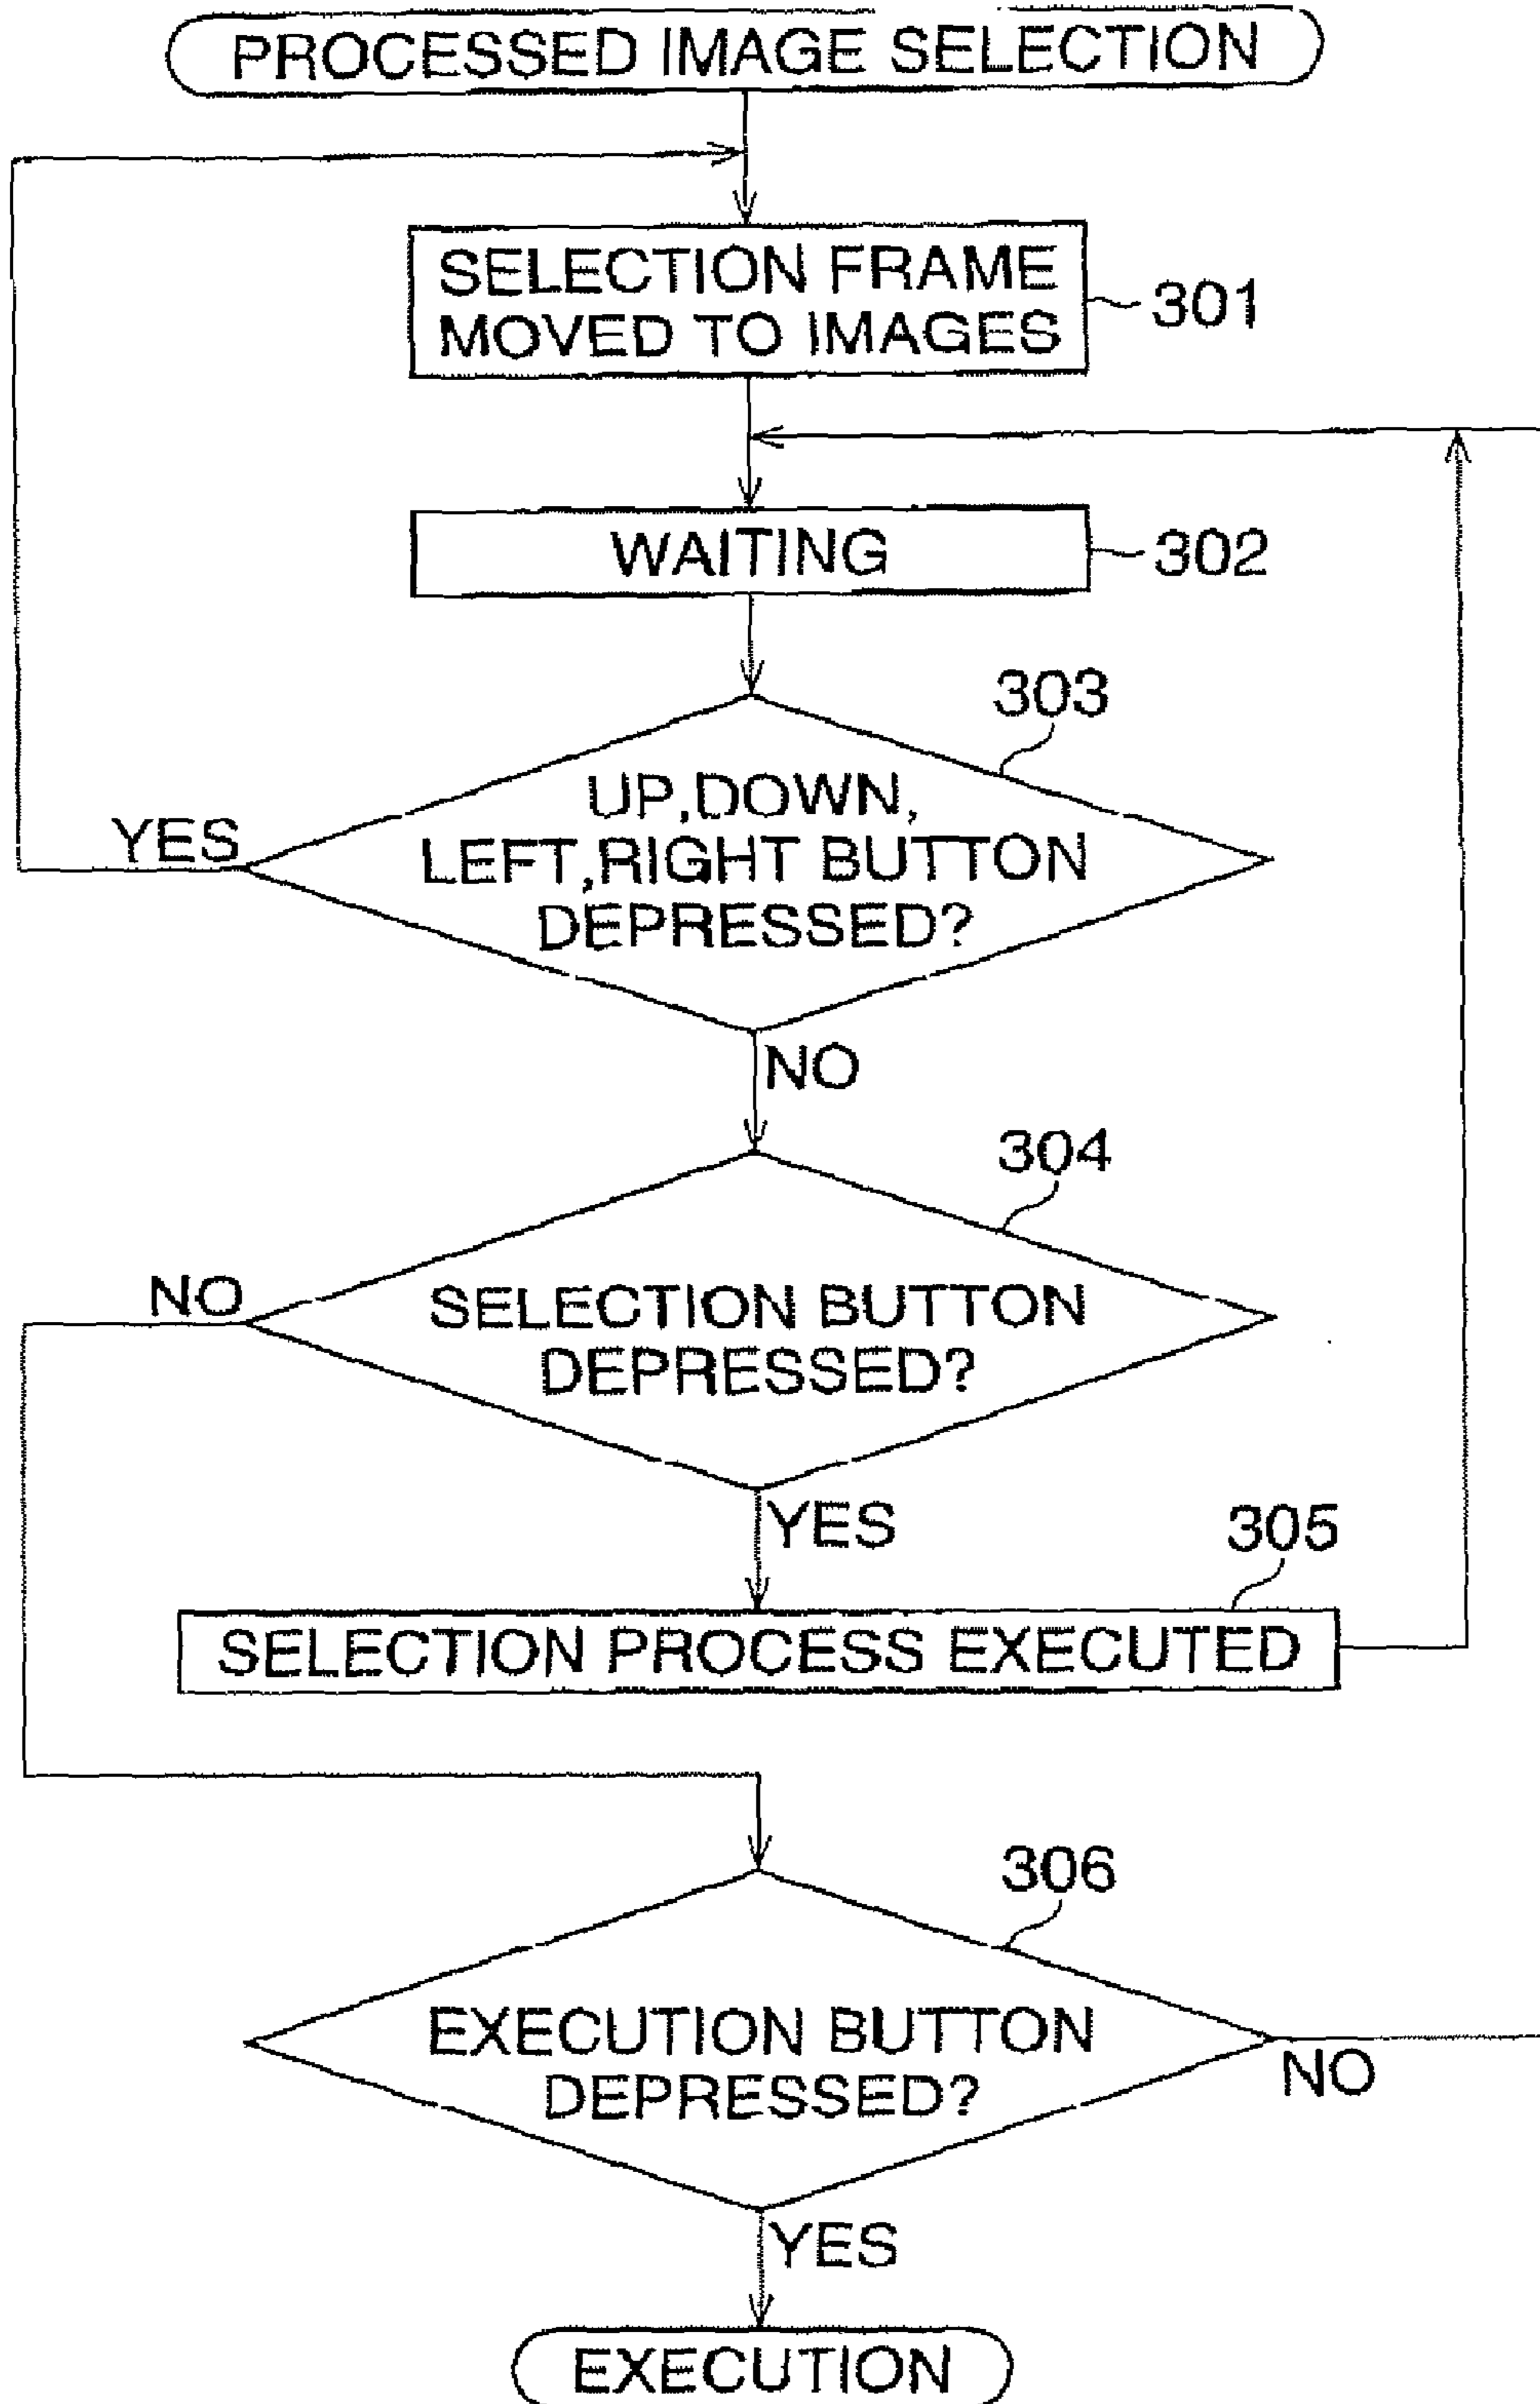 PROCESSED IMAGE SELECTION
SELECTION FRAME
MOVED TO IMAGES
301
WAITING
302
303
UP,DOWN,
LEFT,RIGHT BUTTON
DEPRESSED?
YES
NO
304
SELECTION BUTTON
DEPRESSED?
NO
YES
305
SELECTION PROCESS EXECUTED
306
EXECUTION BUTTON
DEPRESSED?
NO
YES
EXECUTION